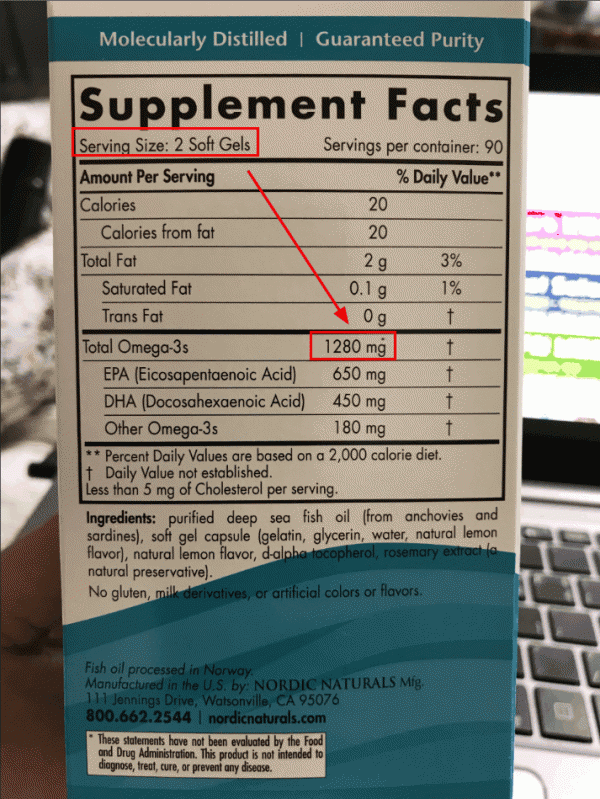 Molecularly Distilled | Guaranteed Purity
Supplement Facts
Serving Size: 2 Soft Gels Servings per container: 90
Amount Per Serving % Daily Value**
Calories 20
Calories from fat 20
Total Fat 2 g 3%
Saturated Fat 0.1 g 1%
Trans Fat 0 g †
Total Omega-3s 1280 mg †
EPA (Eicosapentaenoic Acid) 650 mg †
DHA (Docosahexaenoic Acid) 450 mg †
Other Omega-3s 180 mg †
** Percent Daily Values are based on a 2,000 calorie diet.
† Daily Value not established.
Less than 5 mg of Cholesterol per serving.
Ingredients: purified deep sea fish oil (from anchovies and
sardines), soft gel capsule (gelatin, glycerin, water, natural lemon
flavor), natural lemon flavor, d-alpha tocopherol, rosemary extract (a
natural preservative).
No gluten, milk derivatives, or artificial colors or flavors.
Fish oil processed in Norway.
Manufactured in the U.S. by: NORDIC NATURALS Mfg.
111 Jennings Drive, Watsonville, CA 95076
800.662.2544 | nordicnaturals.com
* These statements have not been evaluated by the Food
and Drug Administration. This product is not intended to
diagnose, treat, cure, or prevent any disease.